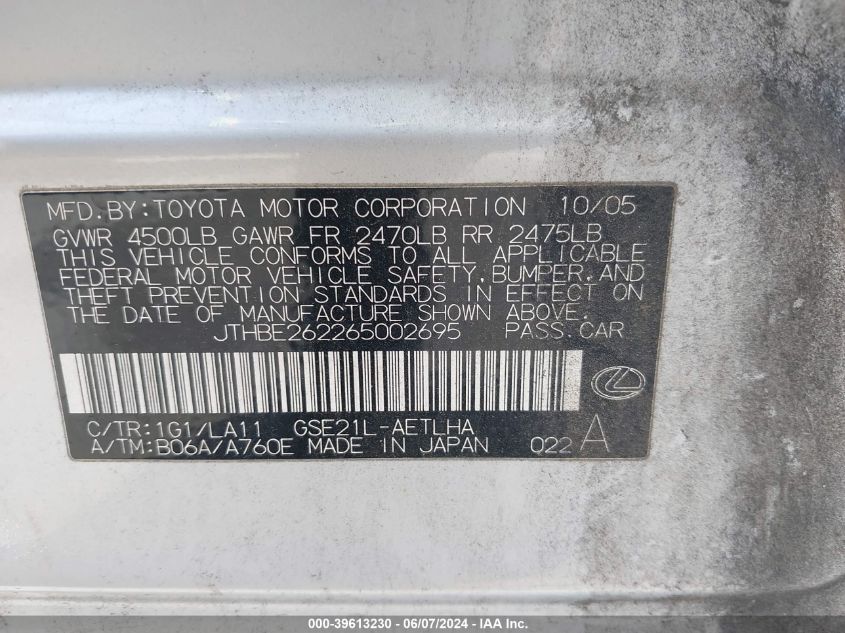 MFD.BY:TOYOTA MOTOR CORPORATION 10/05
GVWR 4500LB GAWR FR 2470LB RR 2475LB
THIS VEHICLE CONFORMS TO ALL APPLICABLE
FEDERAL MOTOR VEHICLE SAFETY,BUMPER,AND
THEFT PREVENTION STANDARDS IN EFFECT ON
THE DATE OF MANUFACTURE SHOWN ABOVE.
JTHBE262265002695 PASS.CAR
C/TR:1G1/LA11 GSE21L-AETLHA
A/TM:B06A/A760E MADE IN JAPAN 022 A
000-39613230 - 06/07/2024 - IAA Inc.